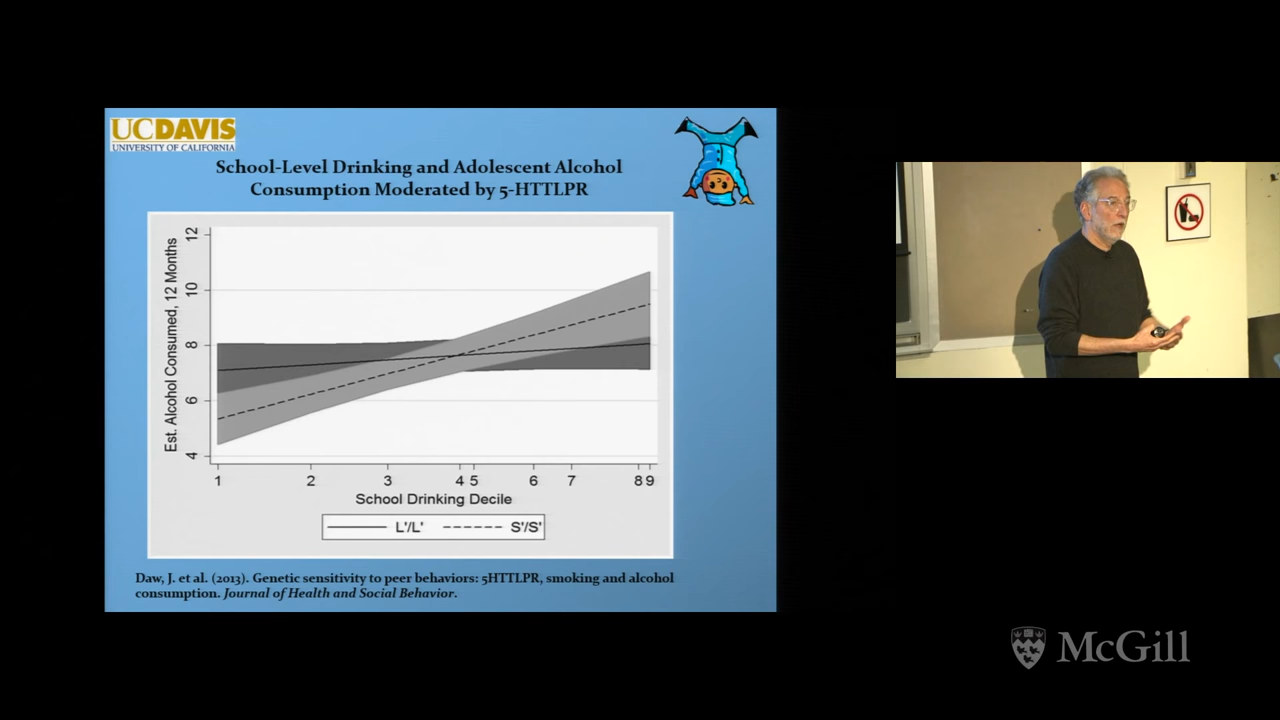 UCDAVIS
UNIVERSITY OF CALIFORNIA
School-Level Drinking and Adolescent Alcohol
Consumption Moderated by 5-HTTLPR
Est. Alcohol Consumed, 12 Months
12
10
8
6
4
1 2 3 4 5 6 7 8 9
School Drinking Decile
L'/L' S'/S'
Daw, J. et al. (2013). Genetic sensitivity to peer behaviors: 5HTTLPR, smoking and alcohol
consumption. Journal of Health and Social Behavior.
McGill